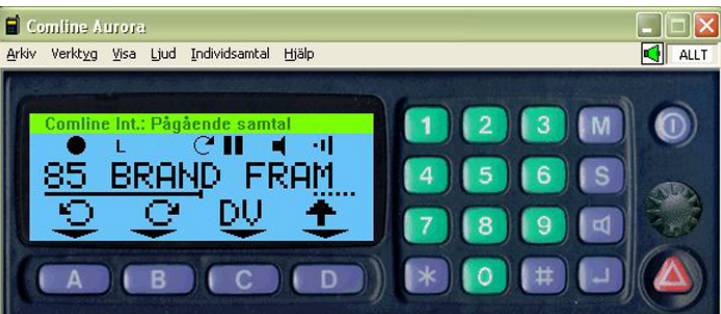 Comline Aurora
Arkiv Verktyg Visa Ljud Individsamtal Hjälp ALLT
Comline Int.: Pågående samtal
L
85 BRAND FRAM
DV
A B C D
1 2 3 M
4 5 6 S
7 8 9
* 0 #